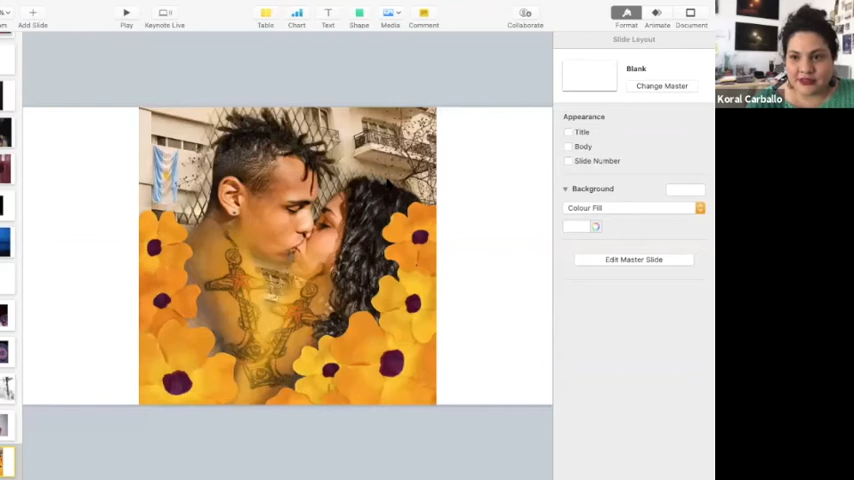 Add Slide
Play
Keynote Live
Table
Chart
Text
Shape
Media
Comment
Collaborate
Format
Animate
Document
Slide Layout
Blank
Change Master
Appearance
Title
Body
Slide Number
Background
Colour Fill
Edit Master Slide
Koral Carballo